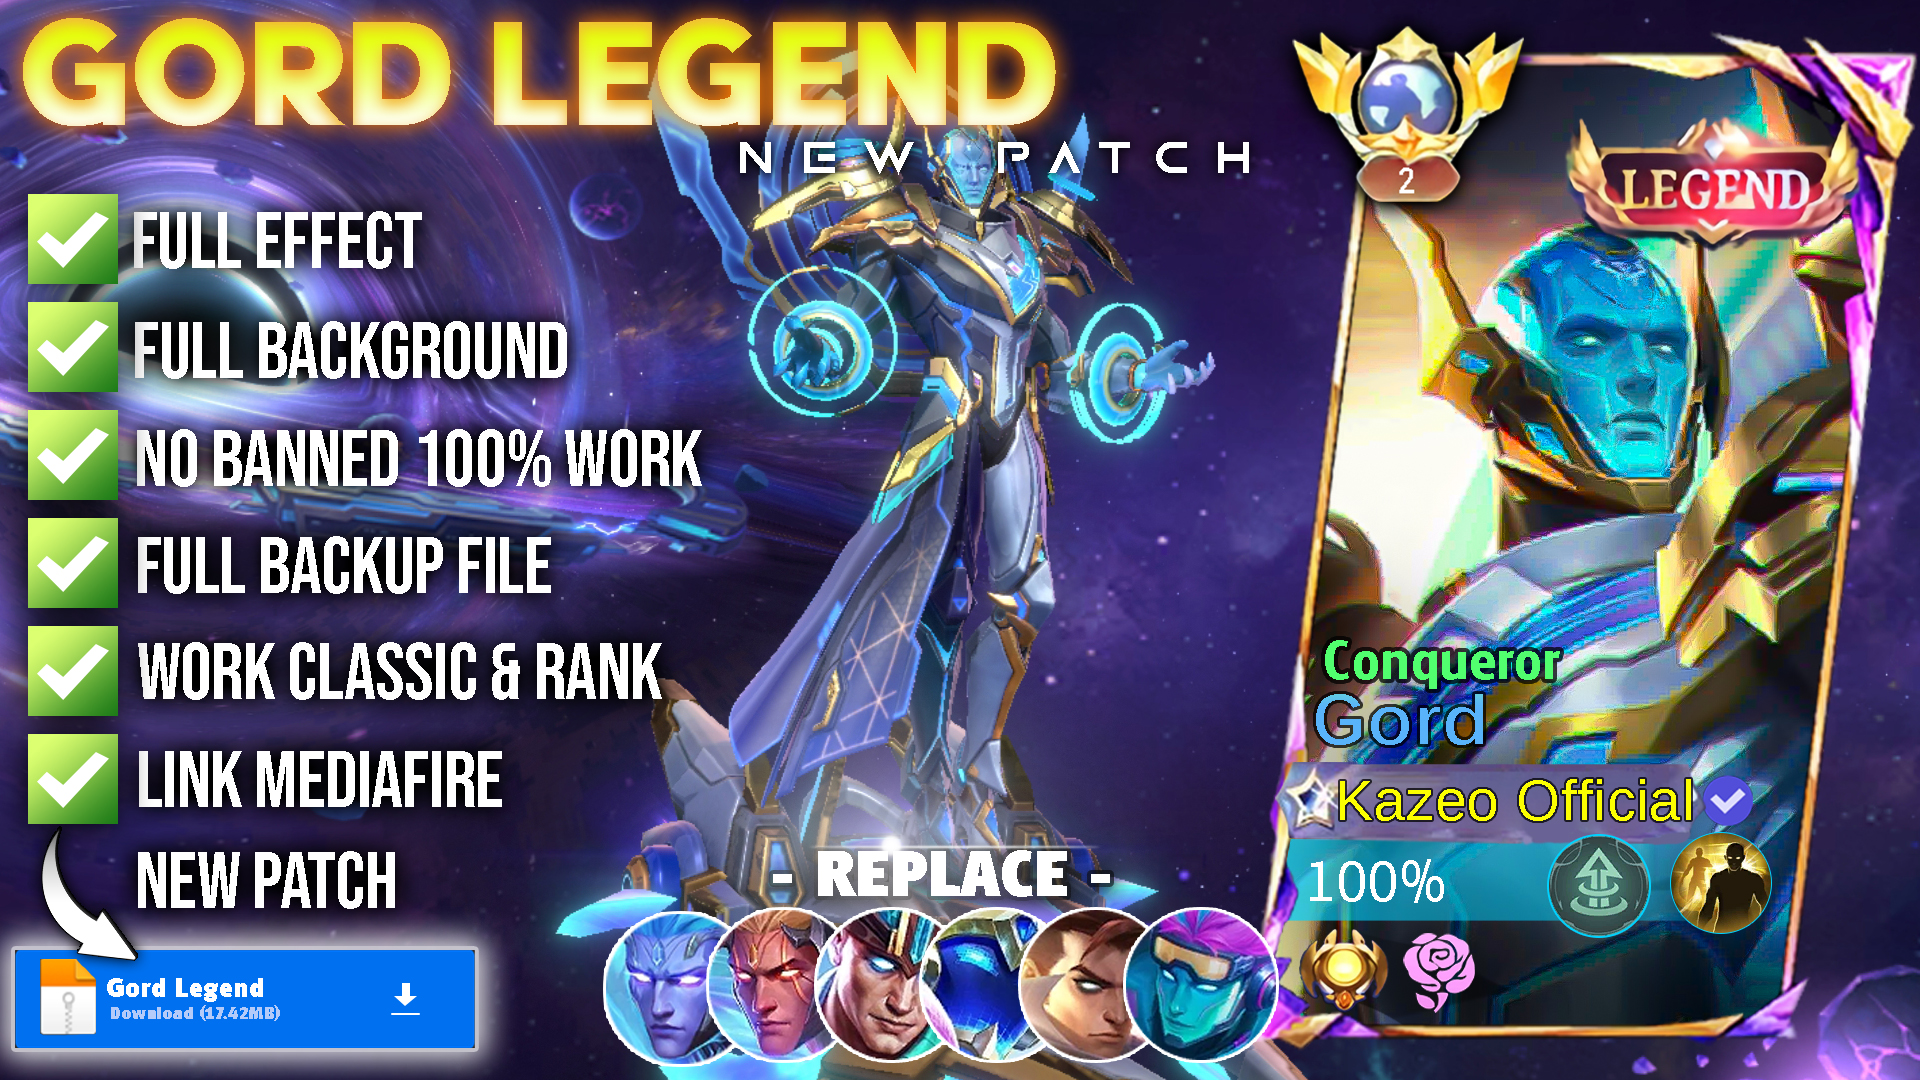 GORD LEGEND
NEW PATCH
FULL EFFECT
FULL BACKGROUND
NO BANNED 100% WORK
FULL BACKUP FILE
WORK CLASSIC & RANK
LINK MEDIAFIRE
NEW PATCH
Gord Legend
Download (17.42MB)
- REPLACE -
2
LEGEND
Conqueror
Gord
Kazeo Official
100%